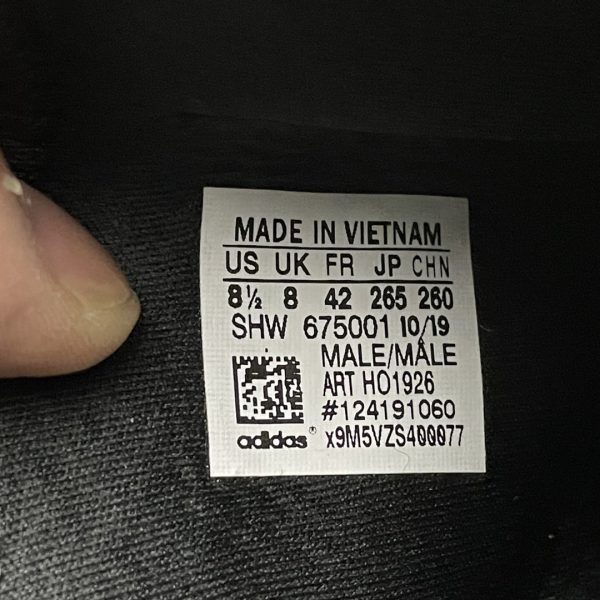 MADE IN VIETNAM
US UK FR JP CHN
8½ 8 42 265 260
SHW 675001 10/19
MALE/MÂLE
ART HO1926
#124191060
adidas® x9M5VZS400077